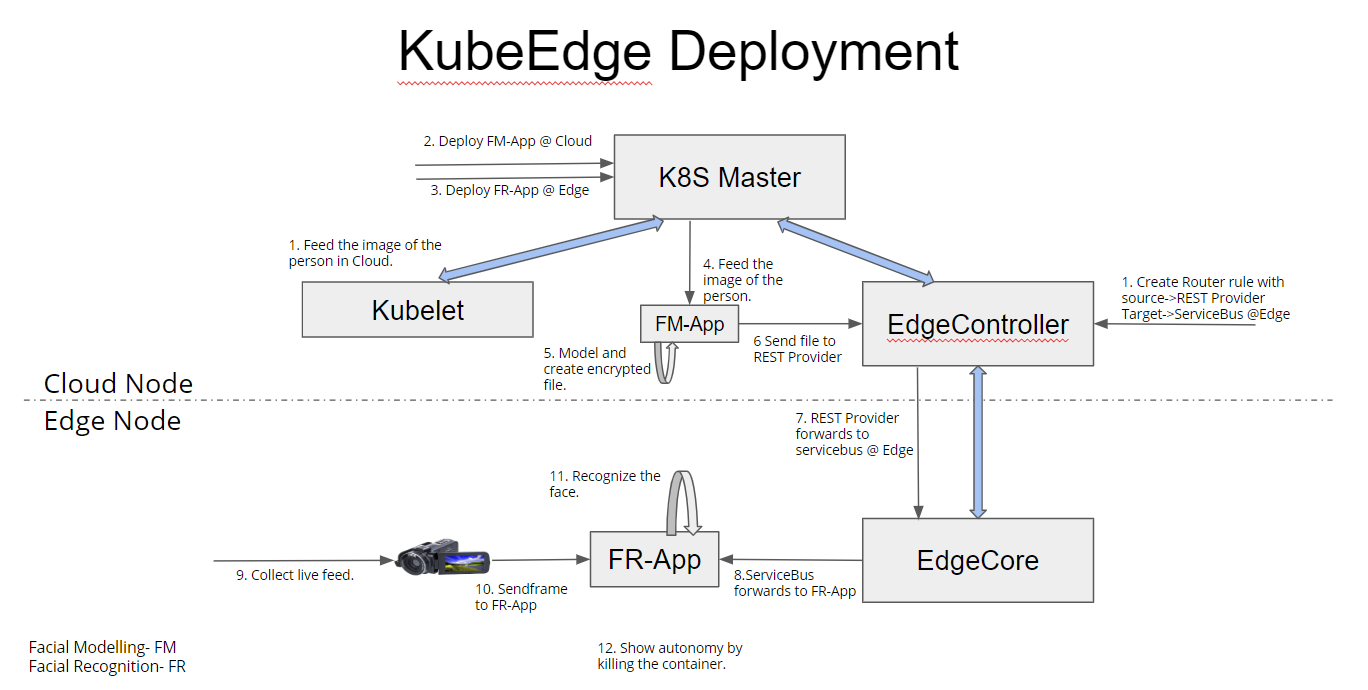 KubeEdge Deployment
2. Deploy FM-App @ Cloud
3. Deploy FR-App @ Edge
K8S Master
1. Feed the image of the
person in Cloud.
Kubelet
4. Feed the
image of the
person.
FM-App
5. Model and
create encrypted
file.
6 Send file to
REST Provider
EdgeController
1. Create Router rule with
source->REST Provider
Target->ServiceBus @Edge
Cloud Node
Edge Node
7. REST Provider
forwards to
servicebus @ Edge
11. Recognize the
face.
9. Collect live feed.
10. Sendframe
to FR-App
FR-App
8.ServiceBus
forwards to FR-App
EdgeCore
Facial Modelling- FM
Facial Recognition- FR
12. Show autonomy by
killing the container.